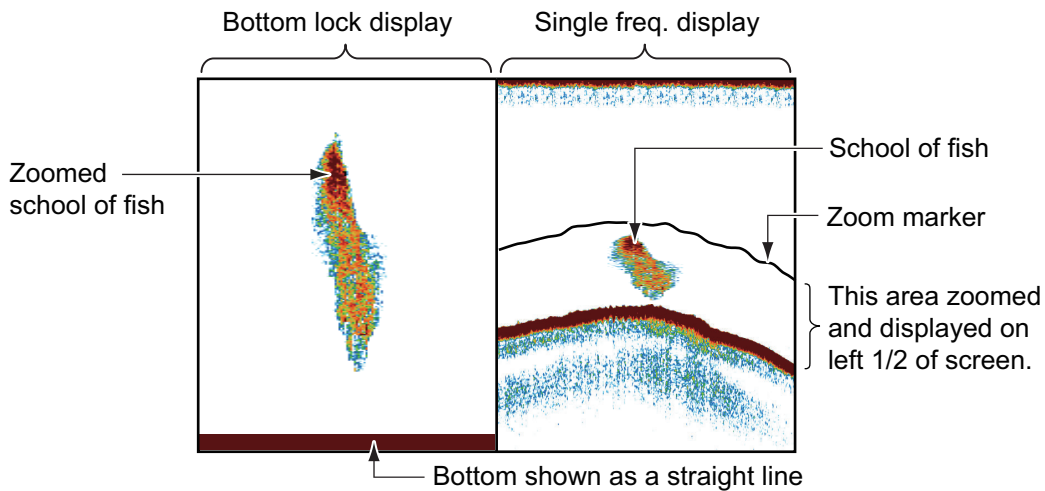 Bottom lock display
Single freq. display
School of fish
Zoomed
school of fish
Zoom marker
This area zoomed
and displayed on
left 1/2 of screen.
Bottom shown as a straight line